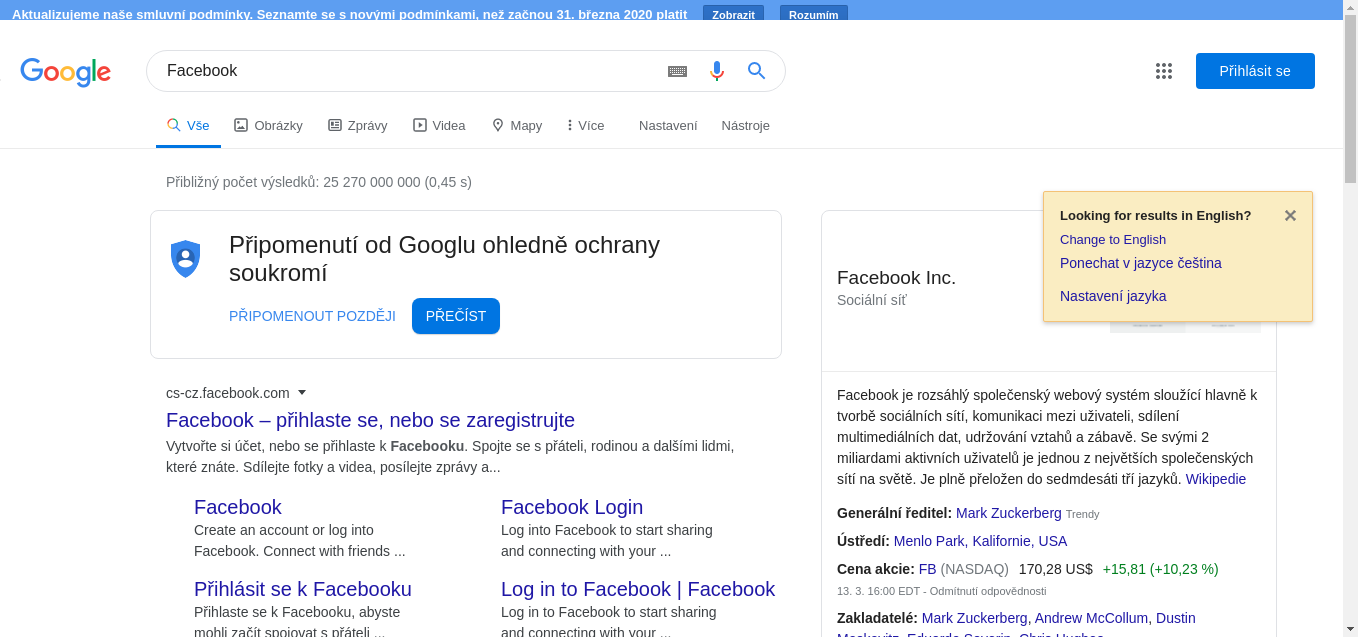 Aktualizujeme naše smluvní podmínky. Seznamte se s novými podmínkami, než začnou 31. března 2020 platit Zobrazit Rozumím
Google
Facebook
Přihlásit se
Vše Obrázky Zprávy Videa Mapy Více Nastavení Nástroje
Přibližný počet výsledků: 25 270 000 000 (0,45 s)
Připomenutí od Googlu ohledně ochrany
soukromí
PŘIPOMENOUT POZDĚJI PŘEČÍST
cs-cz.facebook.com
Facebook – přihlaste se, nebo se zaregistrujte
Vytvořte si účet, nebo se přihlaste k Facebooku. Spojte se s přáteli, rodinou a dalšími lidmi,
které znáte. Sdílejte fotky a videa, posílejte zprávy a...
Facebook
Create an account or log into
Facebook. Connect with friends ...
Facebook Login
Log into Facebook to start sharing
and connecting with your ...
Přihlásit se k Facebooku
Přihlaste se k Facebooku, abyste
mohli začít spojovat s přáteli ...
Log in to Facebook | Facebook
Log in to Facebook to start sharing
and connecting with your ...
Looking for results in English?
Change to English
Ponechat v jazyce čeština
Nastavení jazyka
Facebook Inc.
Sociální síť
Facebook je rozsáhlý společenský webový systém sloužící hlavně k
tvorbě sociálních sítí, komunikaci mezi uživateli, sdílení
multimediálních dat, udržování vztahů a zábavě. Se svými 2
miliardami aktivních uživatelů je jednou z největších společenských
sítí na světě. Je plně přeložen do sedmdesáti tří jazyků. Wikipedie
Generální ředitel: Mark Zuckerberg Trendy
Ústředí: Menlo Park, Kalifornie, USA
Cena akcie: FB (NASDAQ) 170,28 US$ +15,81 (+10,23 %)
13. 3. 16:00 EDT - Odmítnutí odpovědnosti
Zakladatelé: Mark Zuckerberg, Andrew McCollum, Dustin
Moskovitz, Eduardo Saverin, Chris Hughes